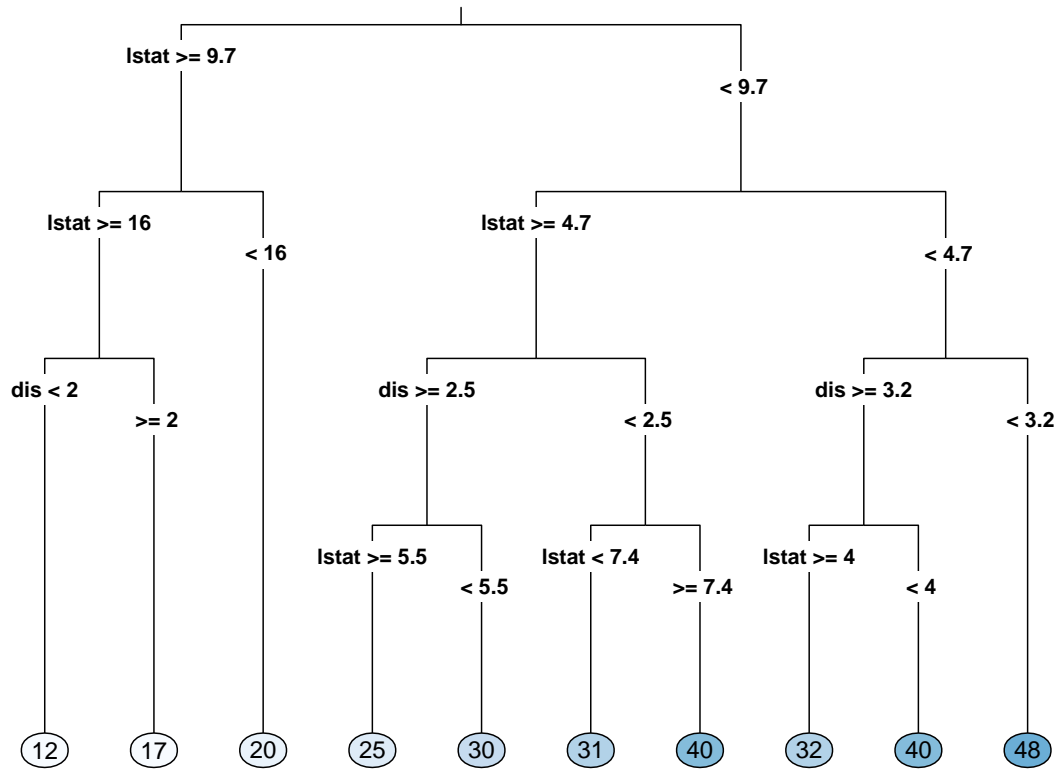 lstat >= 9.7
< 9.7
lstat >= 16
< 16
lstat >= 4.7
< 4.7
dis < 2
>= 2
dis >= 2.5
< 2.5
dis >= 3.2
< 3.2
lstat >= 5.5
< 5.5
lstat < 7.4
>= 7.4
lstat >= 4
< 4
12
17
20
25
30
31
40
32
40
48